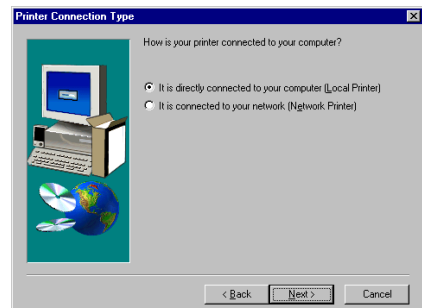 Printer Connection Type
How is your printer connected to your computer?
It is directly connected to your computer (Local Printer)
It is connected to your network (Network Printer)
< Back
Next >
Cancel